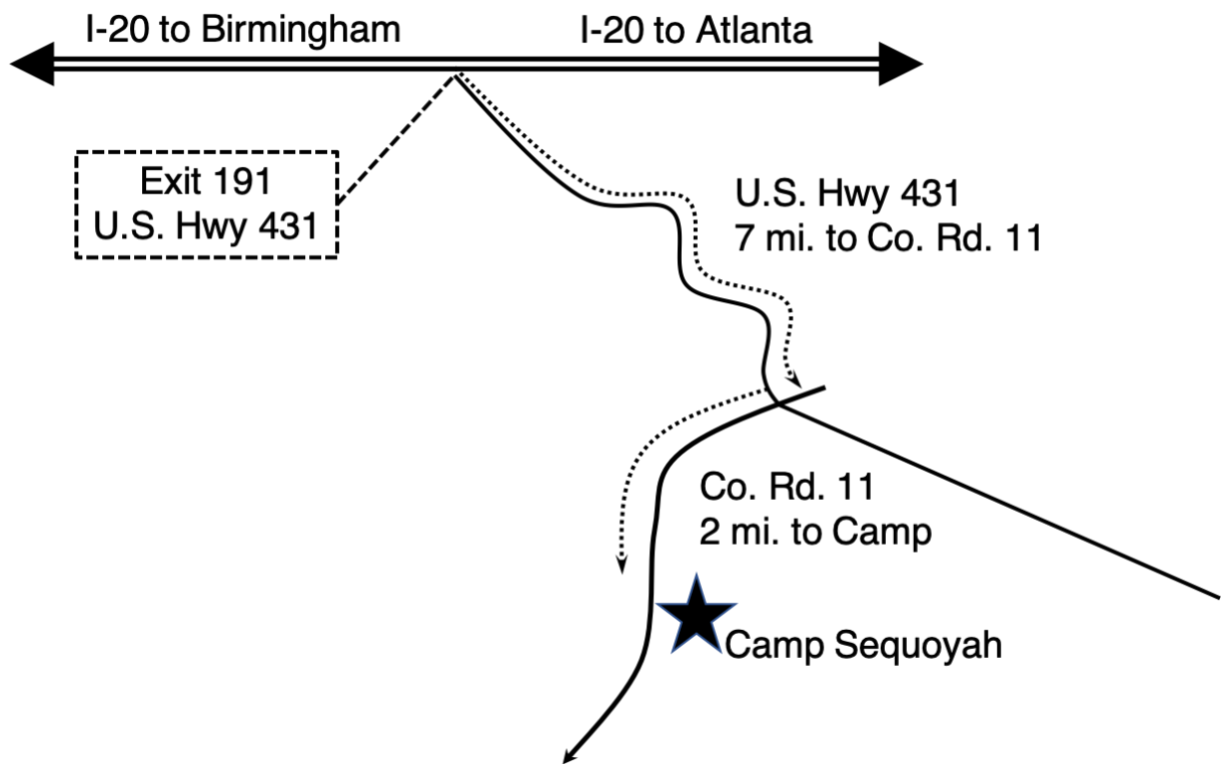 I-20 to Birmingham
I-20 to Atlanta
Exit 191
U.S. Hwy 431
U.S. Hwy 431
7 mi. to Co. Rd. 11
Co. Rd. 11
2 mi. to Camp
Camp Sequoyah